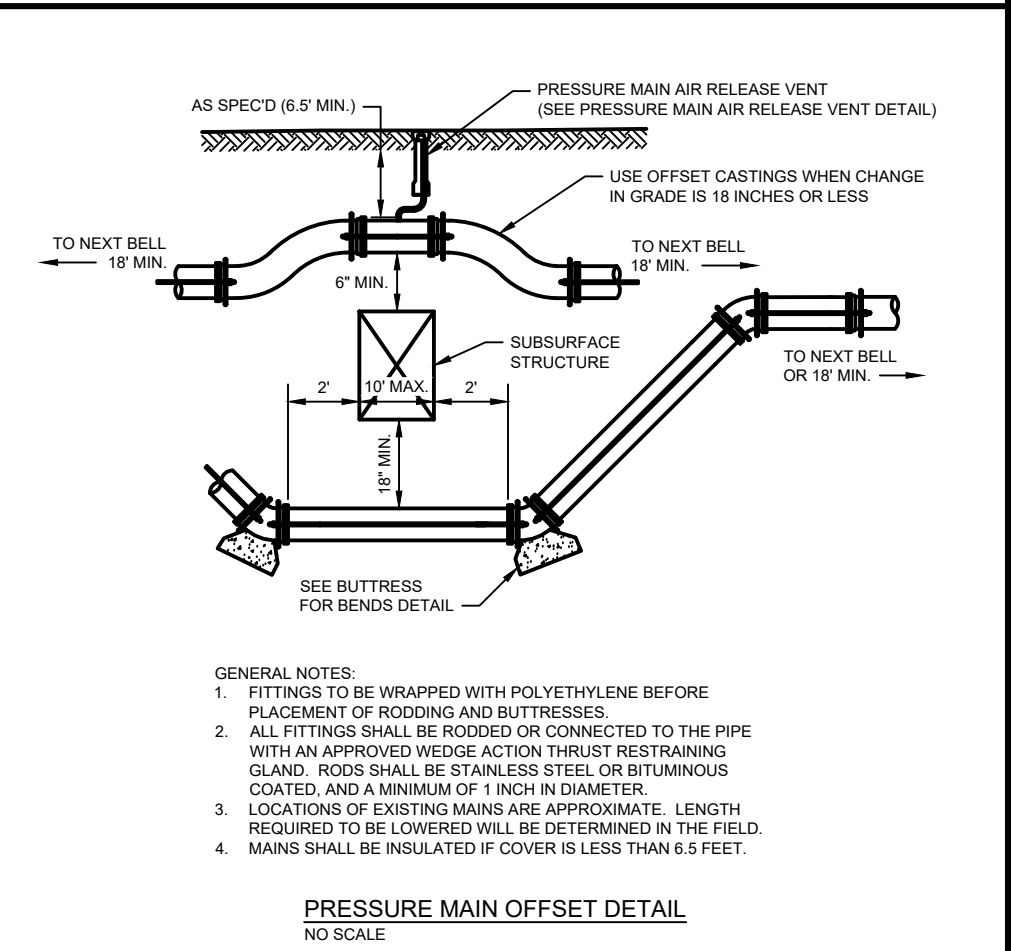 AS SPEC'D (6.5' MIN.)
PRESSURE MAIN AIR RELEASE VENT
(SEE PRESSURE MAIN AIR RELEASE VENT DETAIL)
USE OFFSET CASTINGS WHEN CHANGE
IN GRADE IS 18 INCHES OR LESS
TO NEXT BELL
18' MIN.
TO NEXT BELL
18' MIN.
6" MIN.
SUBSURFACE
STRUCTURE
TO NEXT BELL
OR 18' MIN.
2'
10' MAX.
2'
18" MIN.
SEE BUTTRESS
FOR BENDS DETAIL
GENERAL NOTES:
1. FITTINGS TO BE WRAPPED WITH POLYETHYLENE BEFORE
PLACEMENT OF RODDING AND BUTTRESSES.
2. ALL FITTINGS SHALL BE RODDED OR CONNECTED TO THE PIPE
WITH AN APPROVED WEDGE ACTION THRUST RESTRAINING
GLAND. RODS SHALL BE STAINLESS STEEL OR BITUMINOUS
COATED, AND A MINIMUM OF 1 INCH IN DIAMETER.
3. LOCATIONS OF EXISTING MAINS ARE APPROXIMATE. LENGTH
REQUIRED TO BE LOWERED WILL BE DETERMINED IN THE FIELD.
4. MAINS SHALL BE INSULATED IF COVER IS LESS THAN 6.5 FEET.
PRESSURE MAIN OFFSET DETAIL
NO SCALE